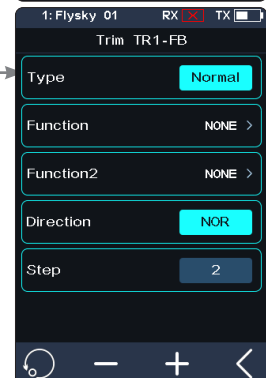 1: Flysky 01 RX TX
Trim TR1-FB
Type Normal
Function NONE >
Function2 NONE >
Direction NOR
Step 2